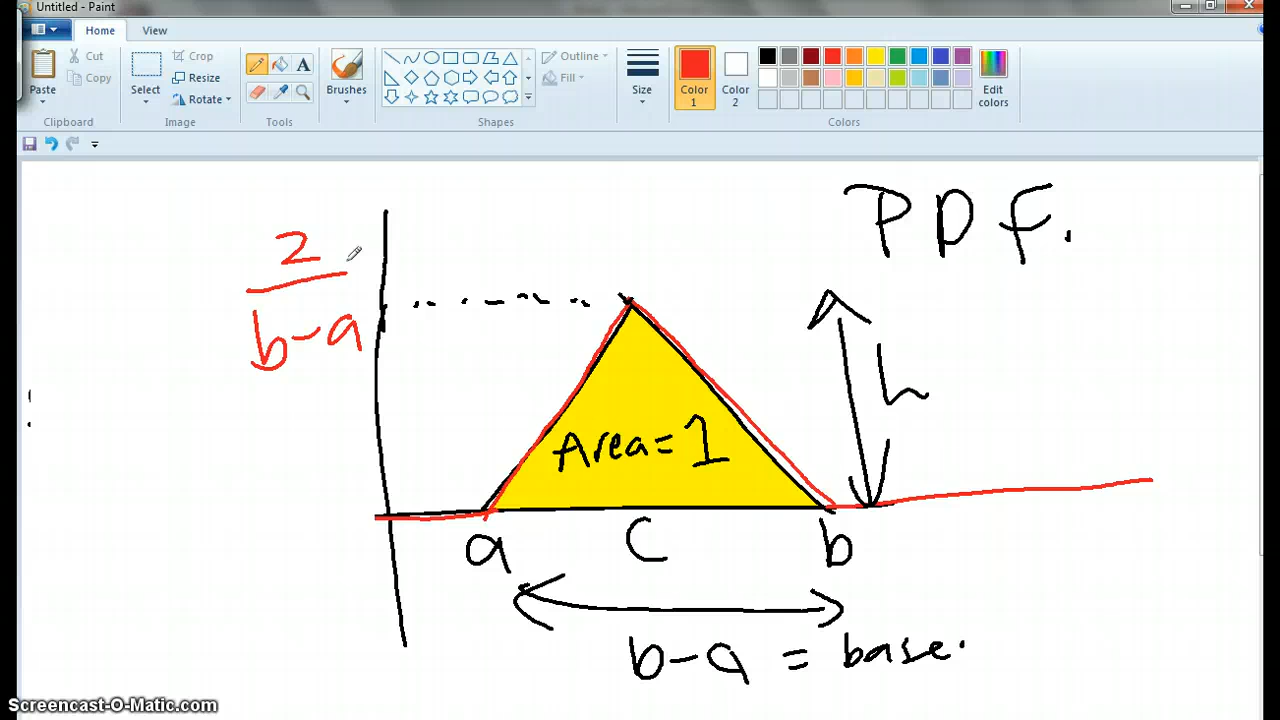 Untitled - Paint
Home View
Paste
Cut
Copy
Clipboard
Select
Crop
Resize
Rotate
Image
A
Tools
Brushes
Shapes
Outline
Fill
Size
Color 1
Color 2
Edit colors
Colors
P D F.
2
b-a
h
Area = 1
a c b
b-a = base.
Screencast-O-Matic.com